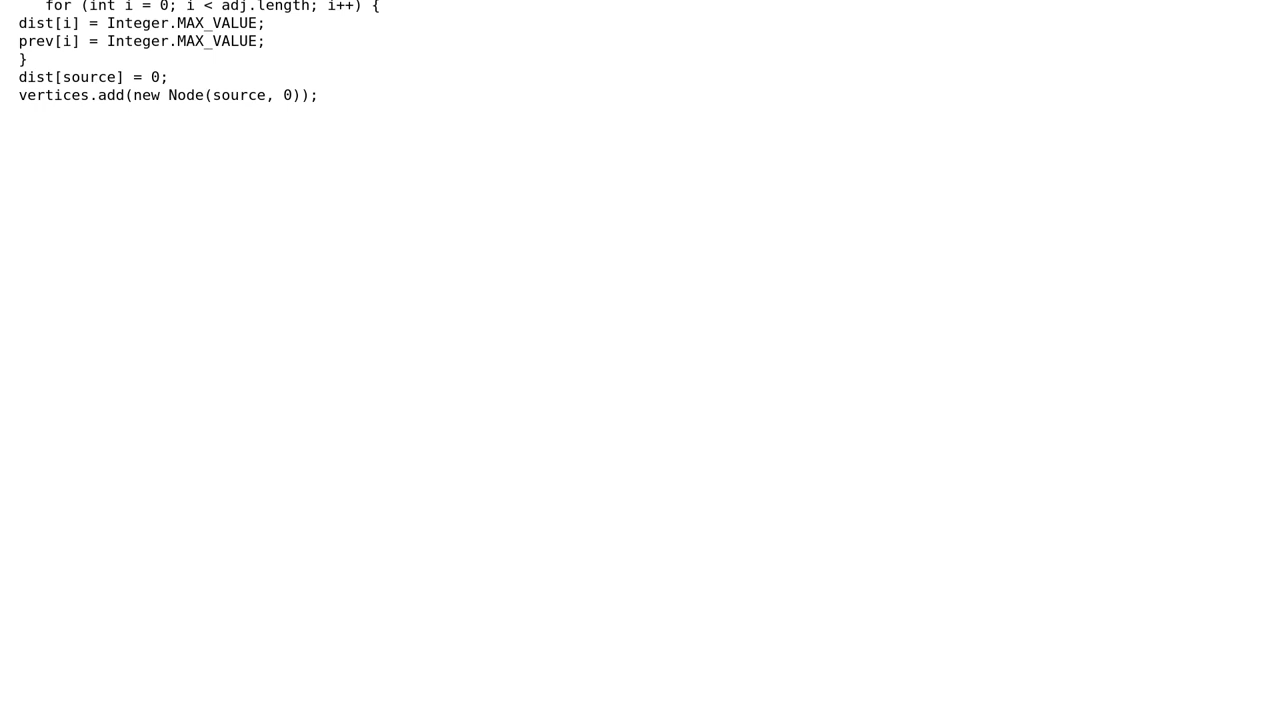 for (int i = 0; i < adj.length; i++) {
dist[i] = Integer.MAX_VALUE;
prev[i] = Integer.MAX_VALUE;
}
dist[source] = 0;
vertices.add(new Node(source, 0));